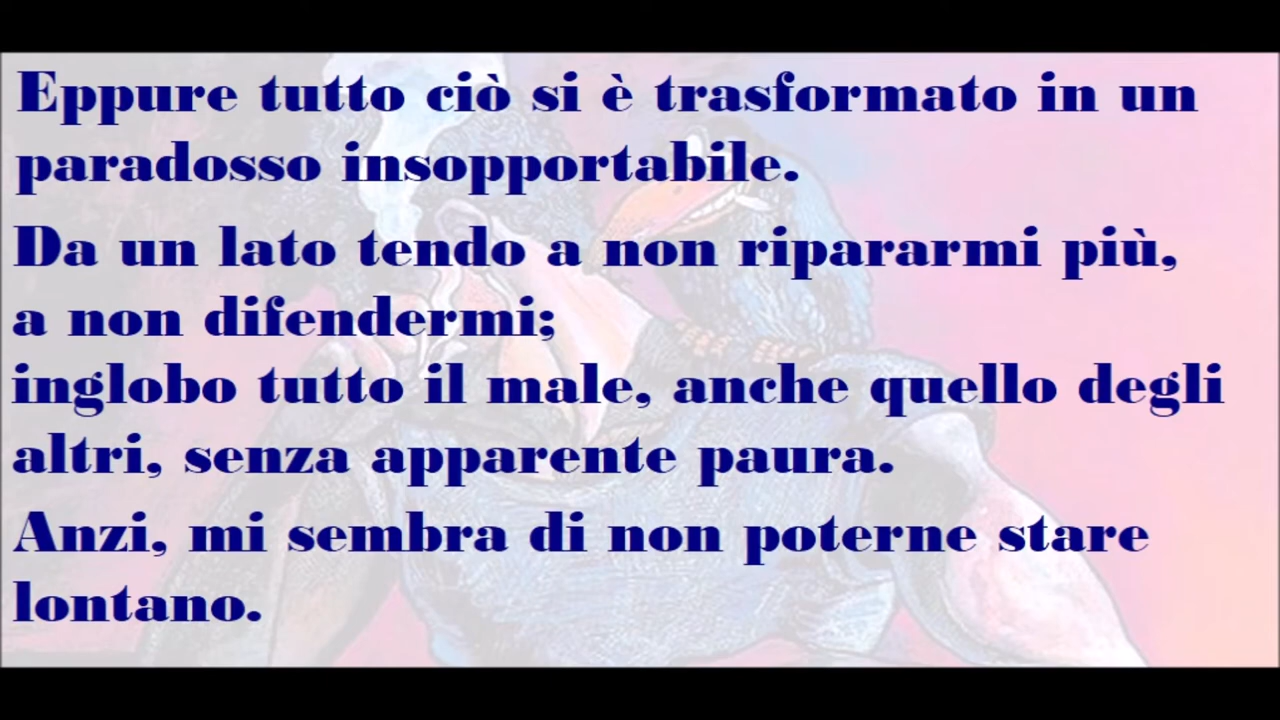 Eppure tutto ciò si è trasformato in un
paradosso insopportabile.
Da un lato tendo a non ripararmi più,
a non difendermi;
inglobo tutto il male, anche quello degli
altri, senza apparente paura.
Anzi, mi sembra di non poterne stare
lontano.